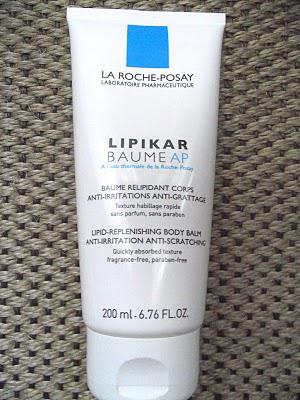 LA ROCHE-POSAY
LABORATOIRE PHARMACEUTIQUE
LIPIKAR
BAUME AP
A l'eau thermale de la Roche-Posay
BAUME RELIPIDANT CORPS
ANTI-IRRITATIONS ANTI-GRATTAGE
Texture habillage rapide
sans parfum, sans paraben
LIPID-REPLENISHING BODY BALM
ANTI-IRRITATION ANTI-SCRATCHING
Quickly absorbed texture
fragrance-free, paraben-free
200 ml - 6.76 FL.OZ.